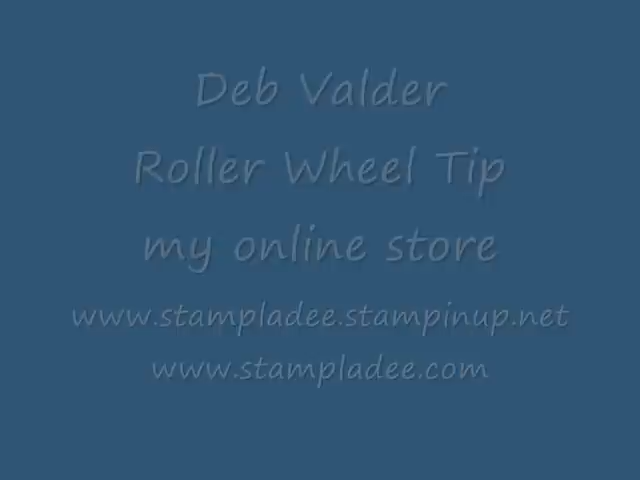 Deb Valder
Roller Wheel Tip
my online store
www.stampladee.stampinup.net
www.stampladee.com